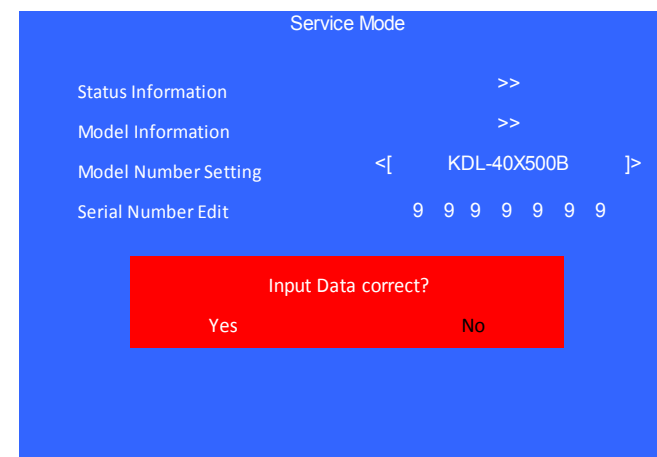 Service Mode
Status Information >>
Model Information >>
Model Number Setting <[ KDL-40X500B ]>
Serial Number Edit 9 9 9 9 9 9 9
Input Data correct?
Yes No